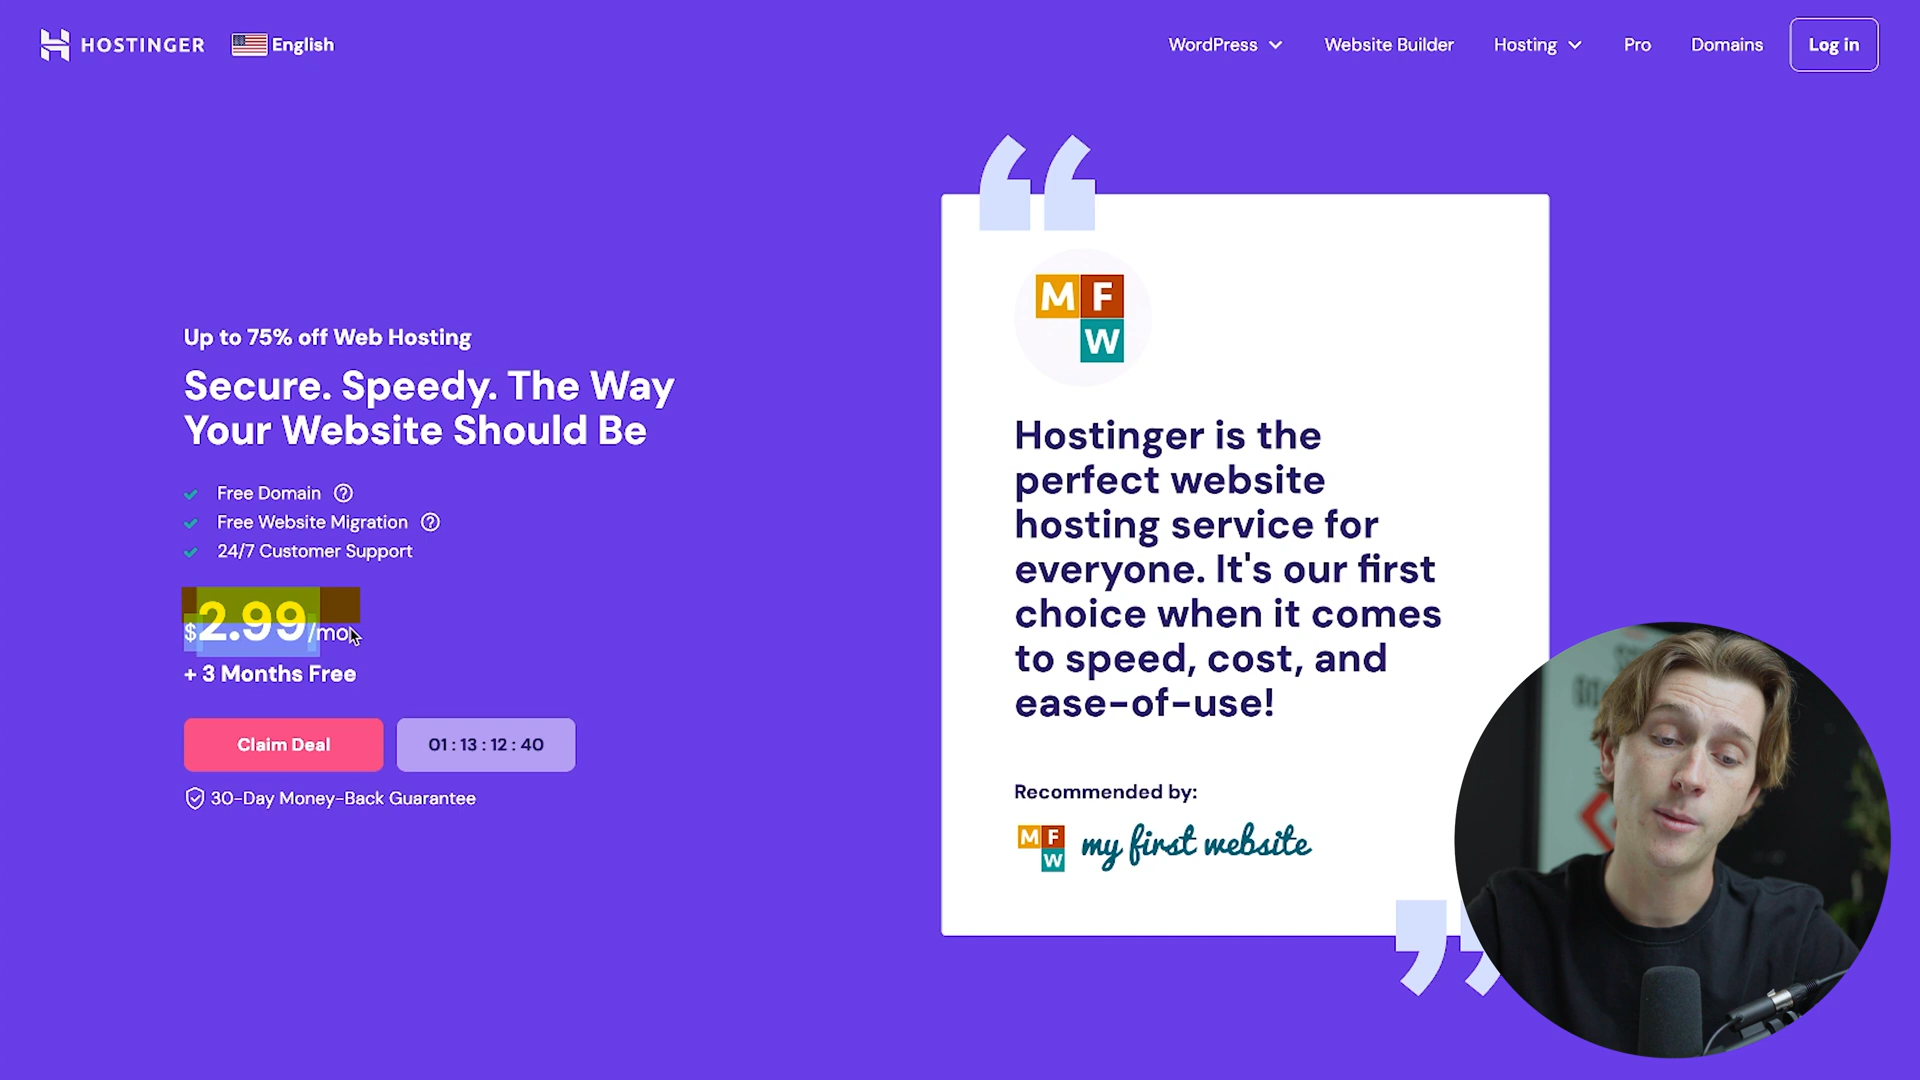 HOSTINGER English WordPress Website Builder Hosting Pro Domains Log in
Up to 75% off Web Hosting
Secure. Speedy. The Way
Your Website Should Be
Free Domain
Free Website Migration
24/7 Customer Support
$2.99/mo
+ 3 Months Free
Claim Deal 01 : 13 : 12 : 40
30-Day Money-Back Guarantee
M F
W
Hostinger is the
perfect website
hosting service for
everyone. It's our first
choice when it comes
to speed, cost, and
ease-of-use!
Recommended by:
M F
W
my first website